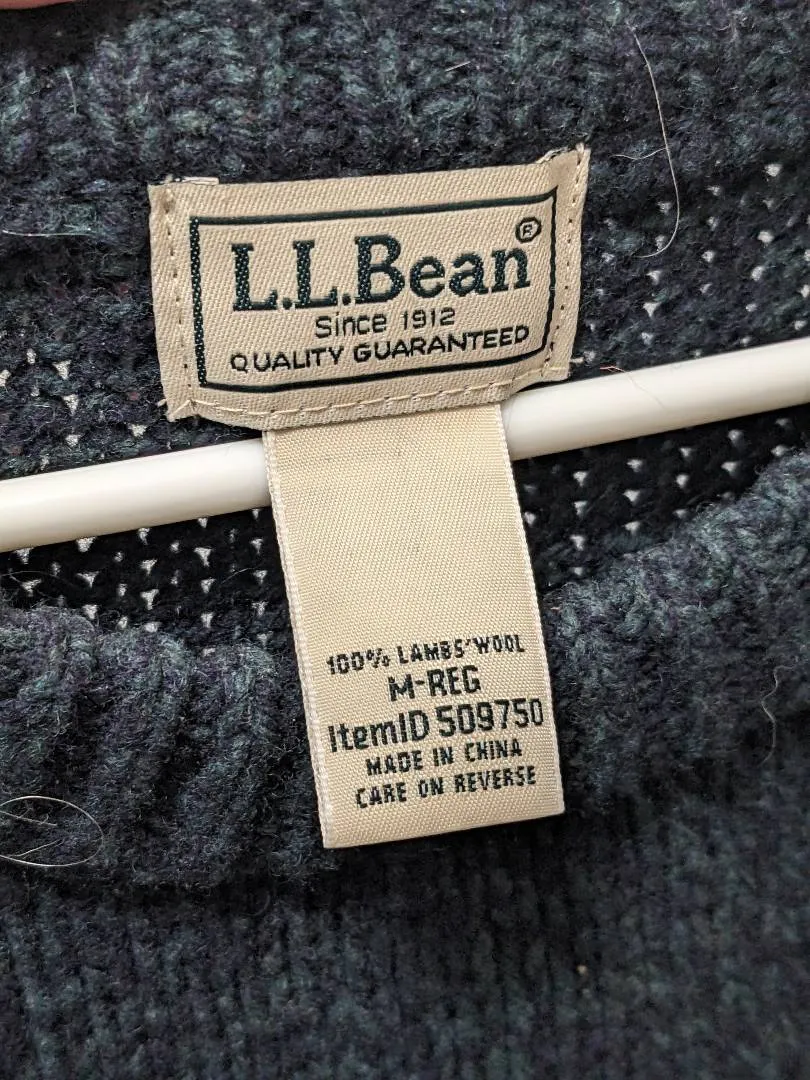 L.L.Bean®
Since 1912
QUALITY GUARANTEED
100% LAMBS'WOOL
M-REG
ItemID 509750
MADE IN CHINA
CARE ON REVERSE